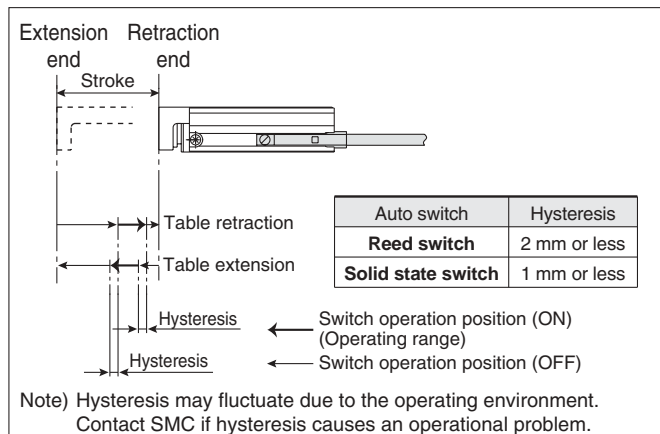 Extension Retraction
end end
Stroke
Table retraction
Table extension
Auto switch Hysteresis
Reed switch 2 mm or less
Solid state switch 1 mm or less
Hysteresis
Hysteresis
Switch operation position (ON)
(Operating range)
Switch operation position (OFF)
Note) Hysteresis may fluctuate due to the operating environment.
Contact SMC if hysteresis causes an operational problem.